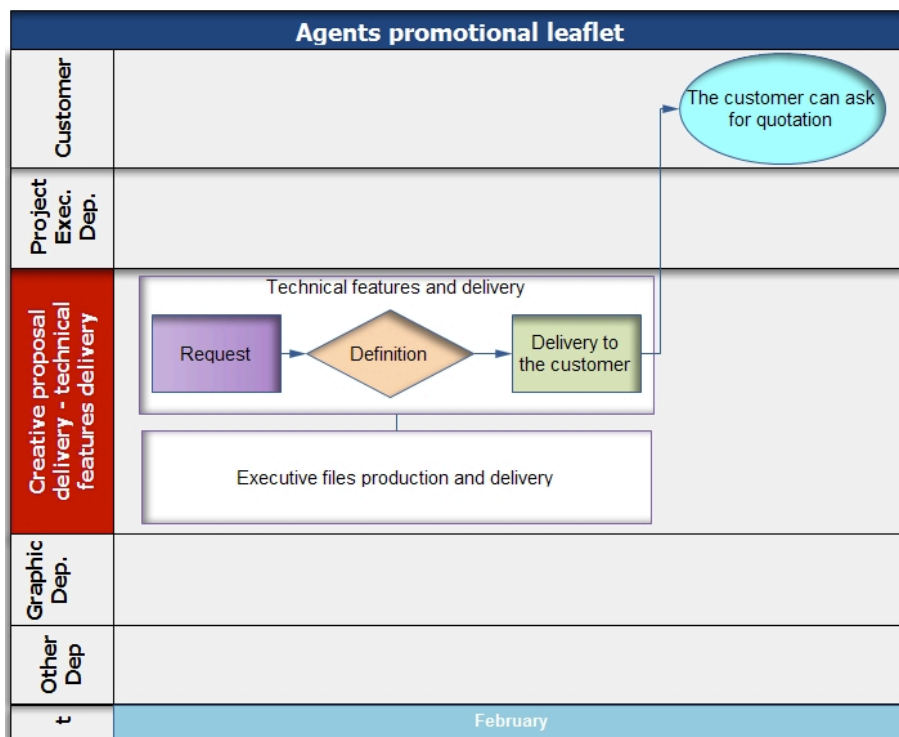 Agents promotional leaflet
Customer
The customer can ask
for quotation
Project
Exec.
Dep.
Creative proposal
delivery - technical
features delivery
Technical features and delivery
Request
Definition
Delivery to
the customer
Executive files production and delivery
Graphic
Dep.
Other
Dep
t
February